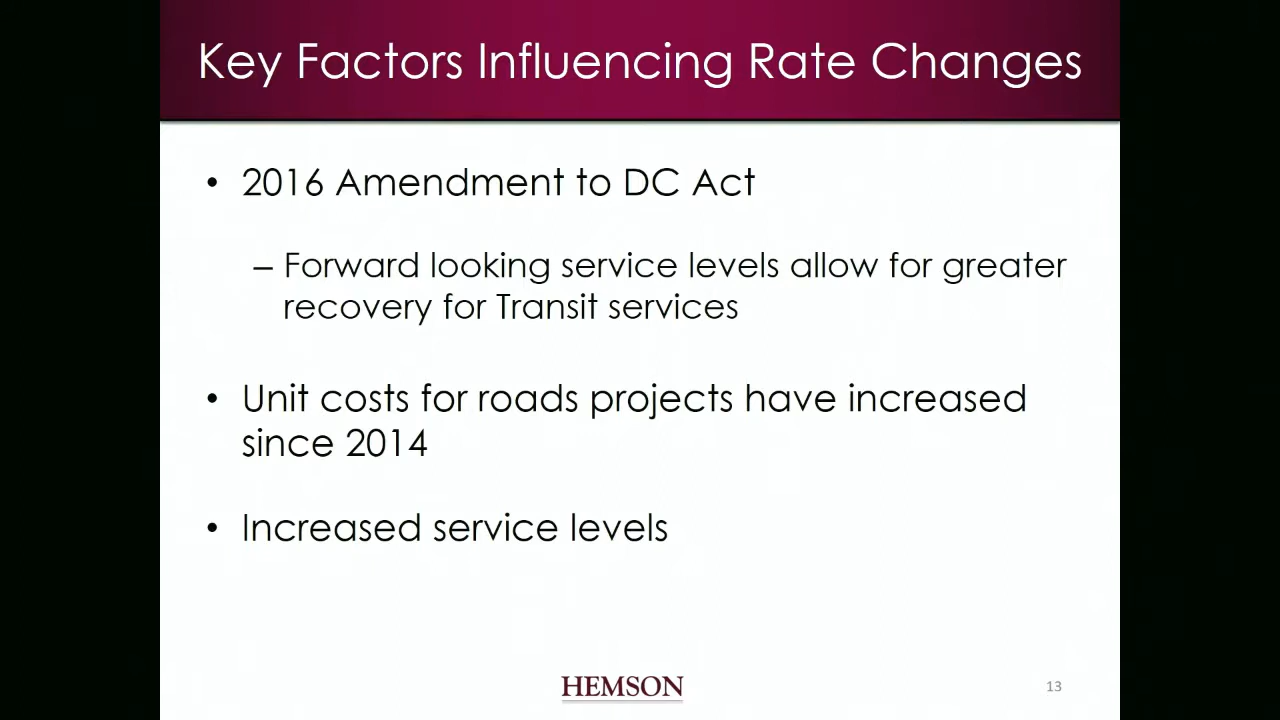 Key Factors Influencing Rate Changes
• 2016 Amendment to DC Act
– Forward looking service levels allow for greater
recovery for Transit services
• Unit costs for roads projects have increased
since 2014
• Increased service levels
HEMSON
13